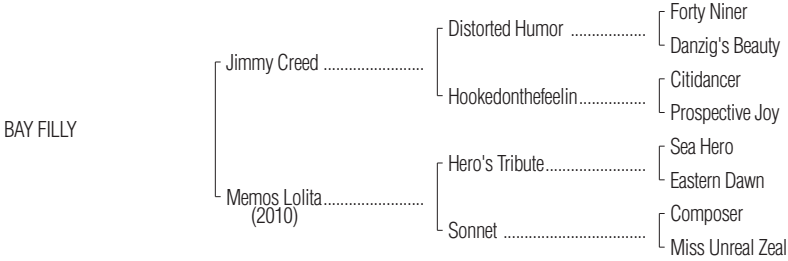 Forty Niner
Distorted Humor ..................
Danzig's Beauty
Jimmy Creed ........................
Citidancer
Hookedonthefeelin................
Prospective Joy
BAY FILLY
Sea Hero
Hero's Tribute........................
Eastern Dawn
Memos Lolita........................
(2010)
Composer
Sonnet ..................................
Miss Unreal Zeal